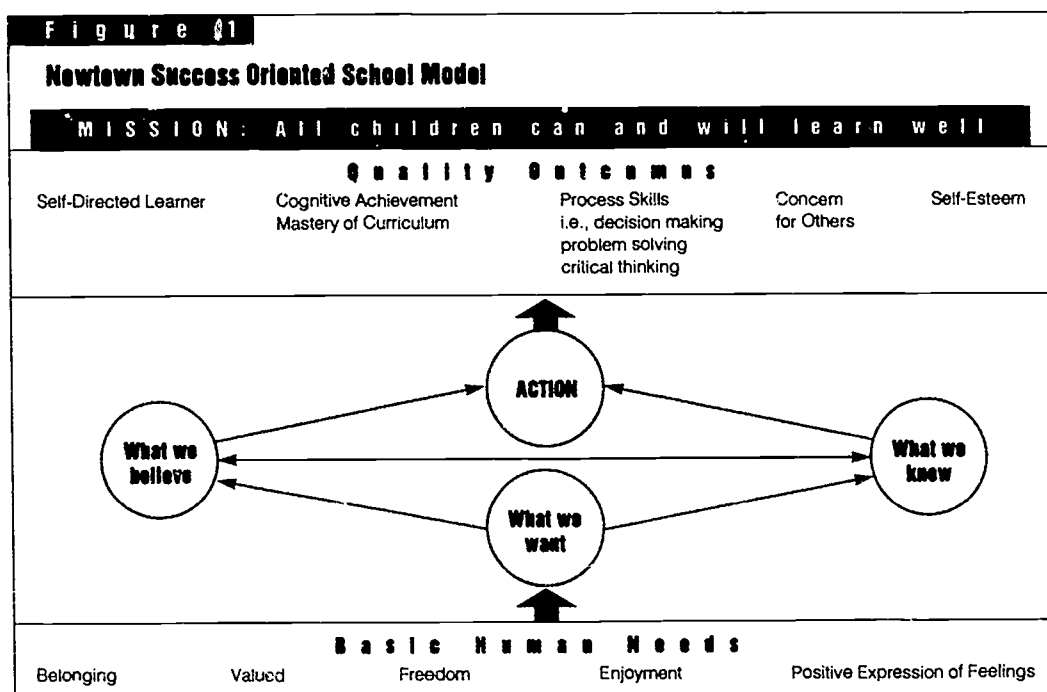 Figure 1
Newtown Success Oriented School Model
MISSION: All children can and will learn well
Quality Outcomes
Self-Directed Learner
Cognitive Achievement
Mastery of Curriculum
Process Skills
i.e., decision making
problem solving
critical thinking
Concern
for Others
Self-Esteem
ACTION
What we
believe
What we
know
What we
want
Basic Human Needs
Belonging Valued Freedom Enjoyment Positive Expression of Feelings